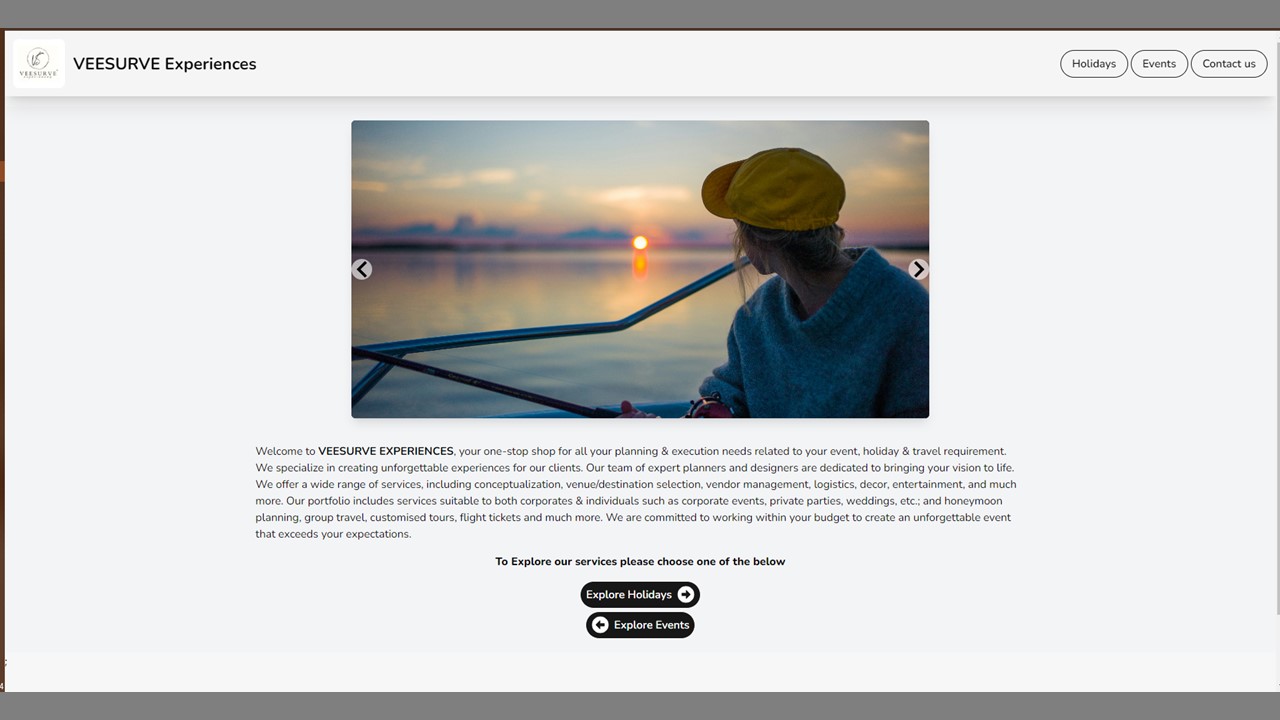 VEESURVE
VEESURVE Experiences
Holidays
Events
Contact us
Welcome to VEESURVE EXPERIENCES, your one-stop shop for all your planning & execution needs related to your event, holiday & travel requirement.
We specialize in creating unforgettable experiences for our clients. Our team of expert planners and designers are dedicated to bringing your vision to life.
We offer a wide range of services, including conceptualization, venue/destination selection, vendor management, logistics, decor, entertainment, and much
more. Our portfolio includes services suitable to both corporates & individuals such as corporate events, private parties, weddings, etc.; and honeymoon
planning, group travel, customised tours, flight tickets and much more. We are committed to working within your budget to create an unforgettable event
that exceeds your expectations.
To Explore our services please choose one of the below
Explore Holidays
Explore Events
;
4